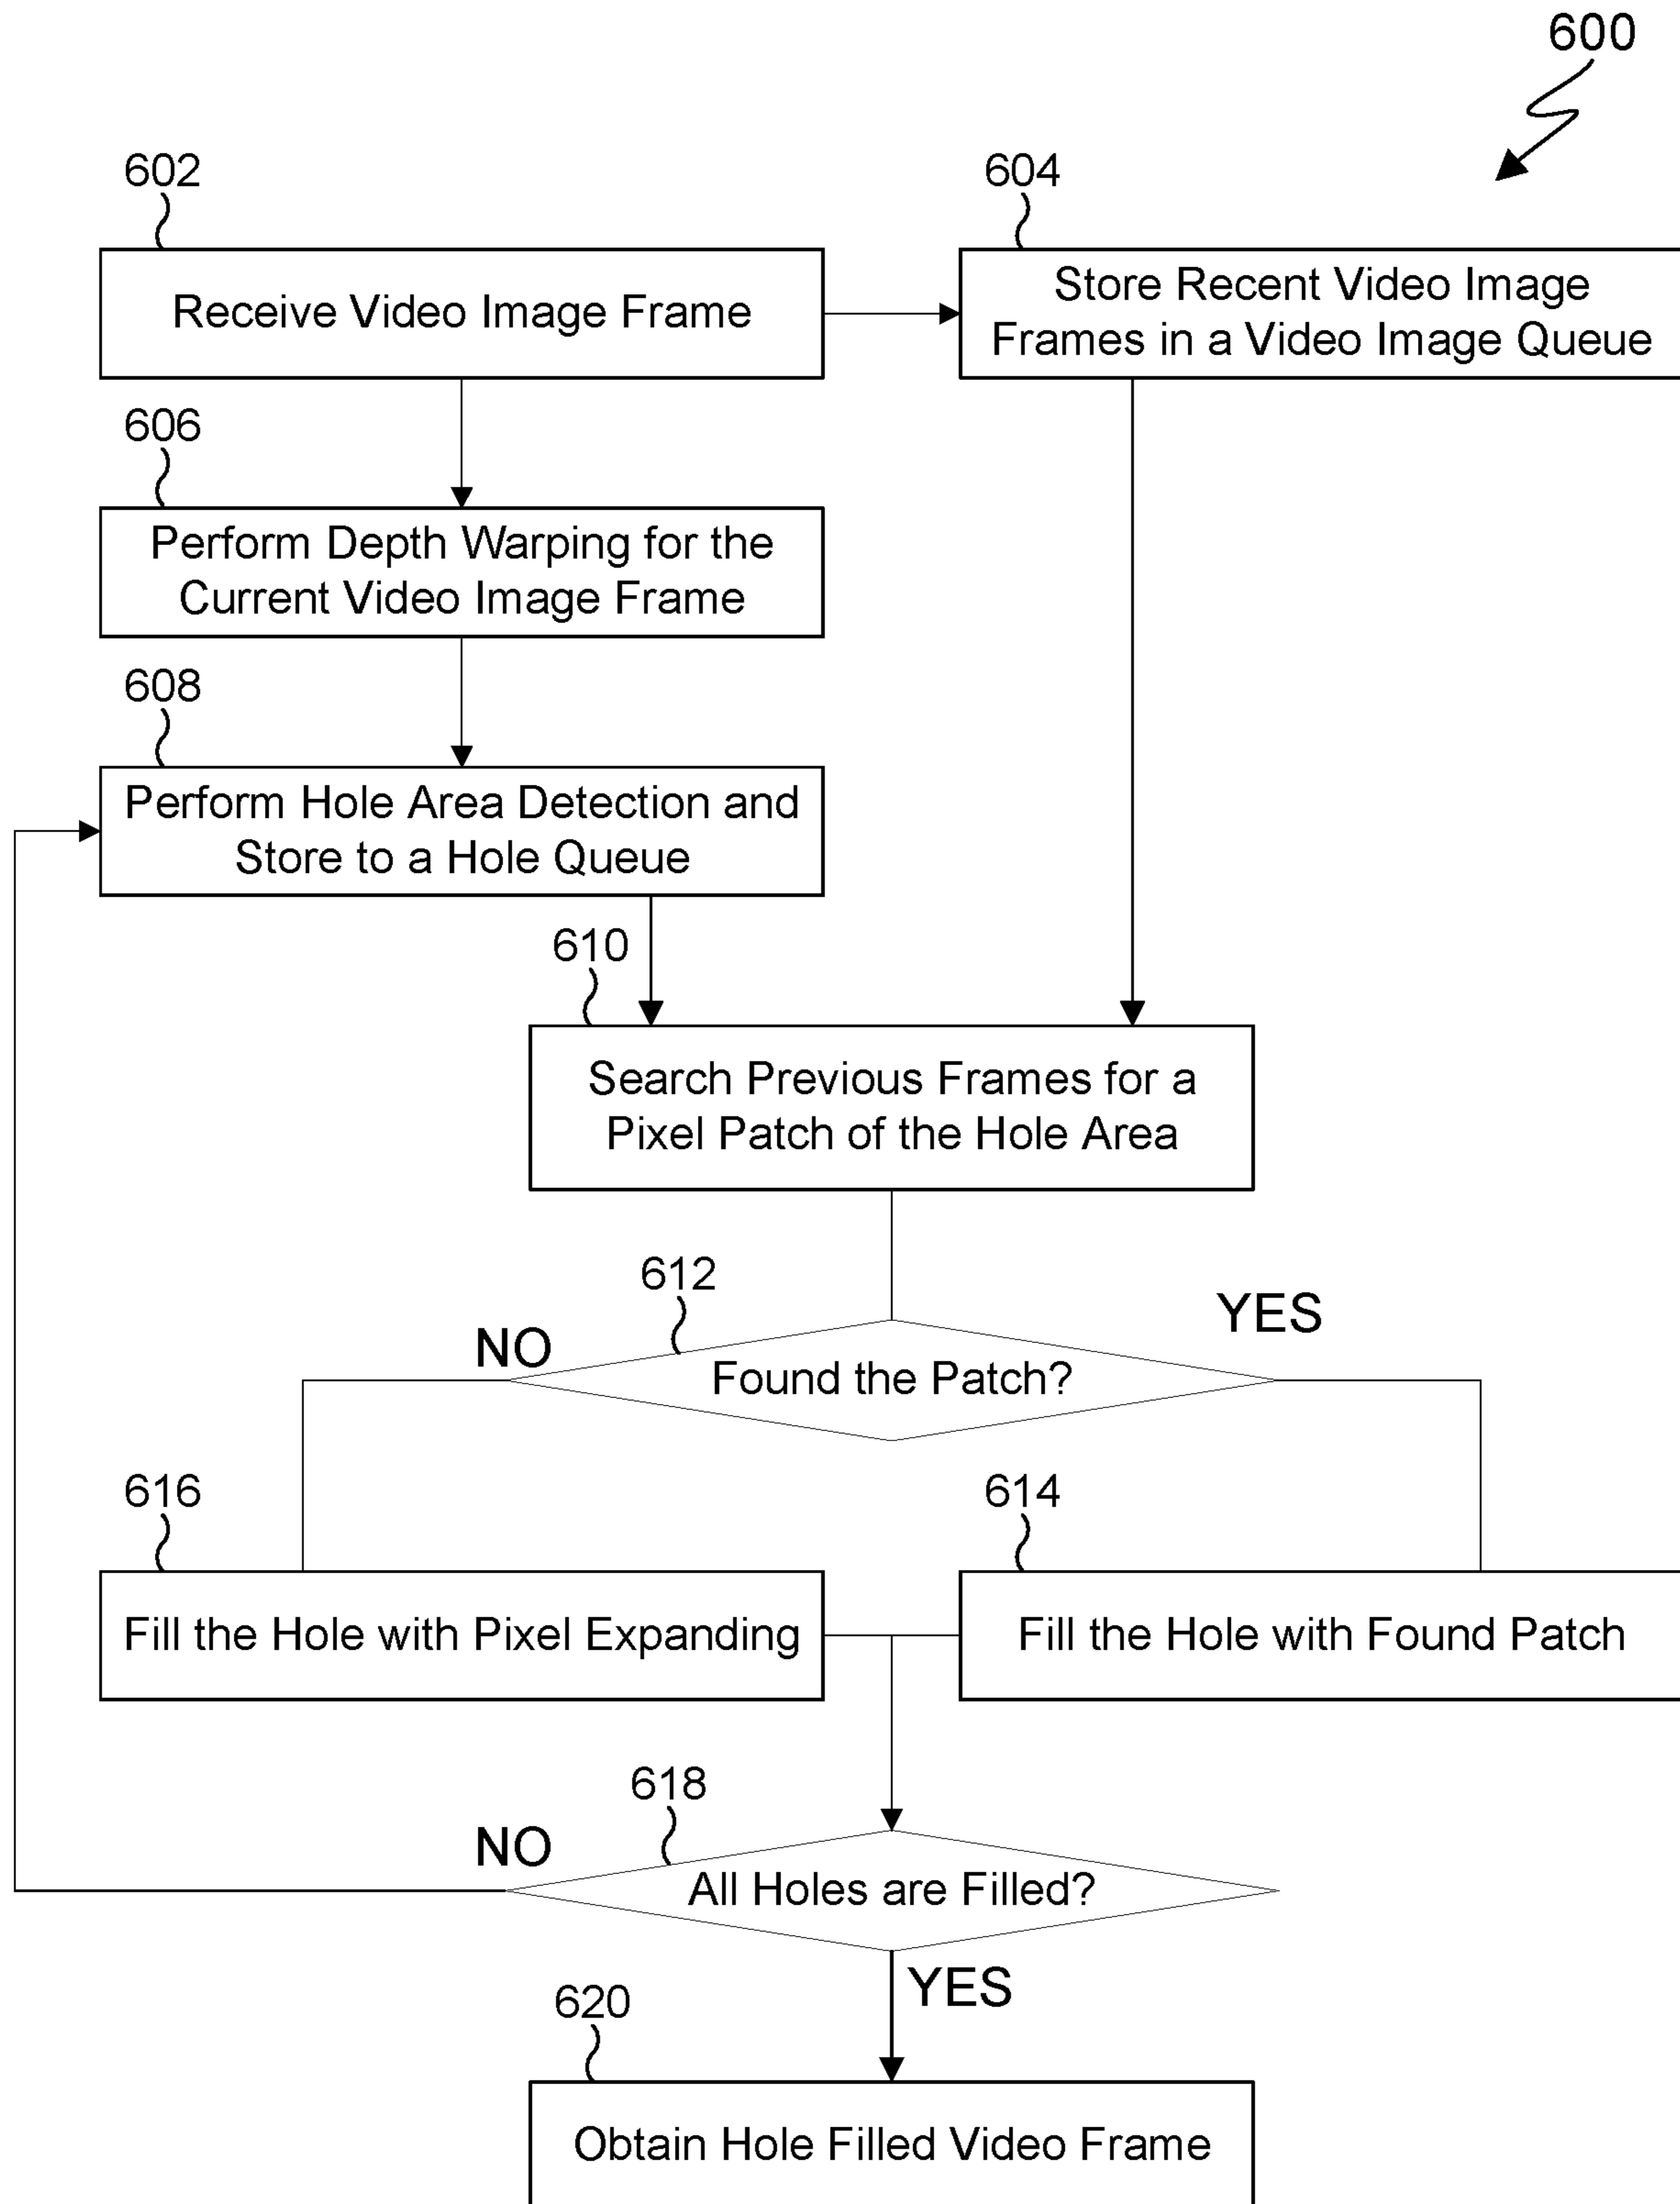 600
602
604
Receive Video Image Frame
Store Recent Video Image
Frames in a Video Image Queue
606
Perform Depth Warping for the
Current Video Image Frame
608
Perform Hole Area Detection and
Store to a Hole Queue
610
Search Previous Frames for a
Pixel Patch of the Hole Area
612
NO
YES
Found the Patch?
616
614
Fill the Hole with Pixel Expanding
Fill the Hole with Found Patch
618
NO
All Holes are Filled?
YES
620
Obtain Hole Filled Video Frame